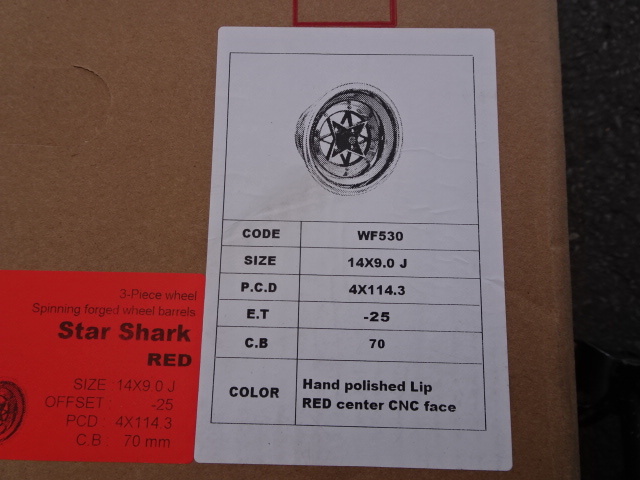 CODE WF530
SIZE 14X9.0 J
P.C.D 4X114.3
E.T -25
C.B 70
COLOR Hand polished Lip
RED center CNC face
3-Piece wheel
Spinning forged wheel barrels
Star Shark
RED
SIZE 14X9.0 J
OFFSET : -25
PCD : 4X114.3
C.B : 70 mm